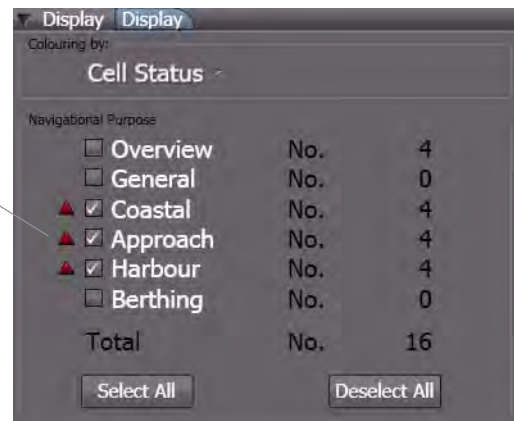 Display Display
Colouring by:
Cell Status
Navigational Purpose
Overview No. 4
General No. 0
Coastal No. 4
Approach No. 4
Harbour No. 4
Berthing No. 0
Total No. 16
Select All Deselect All